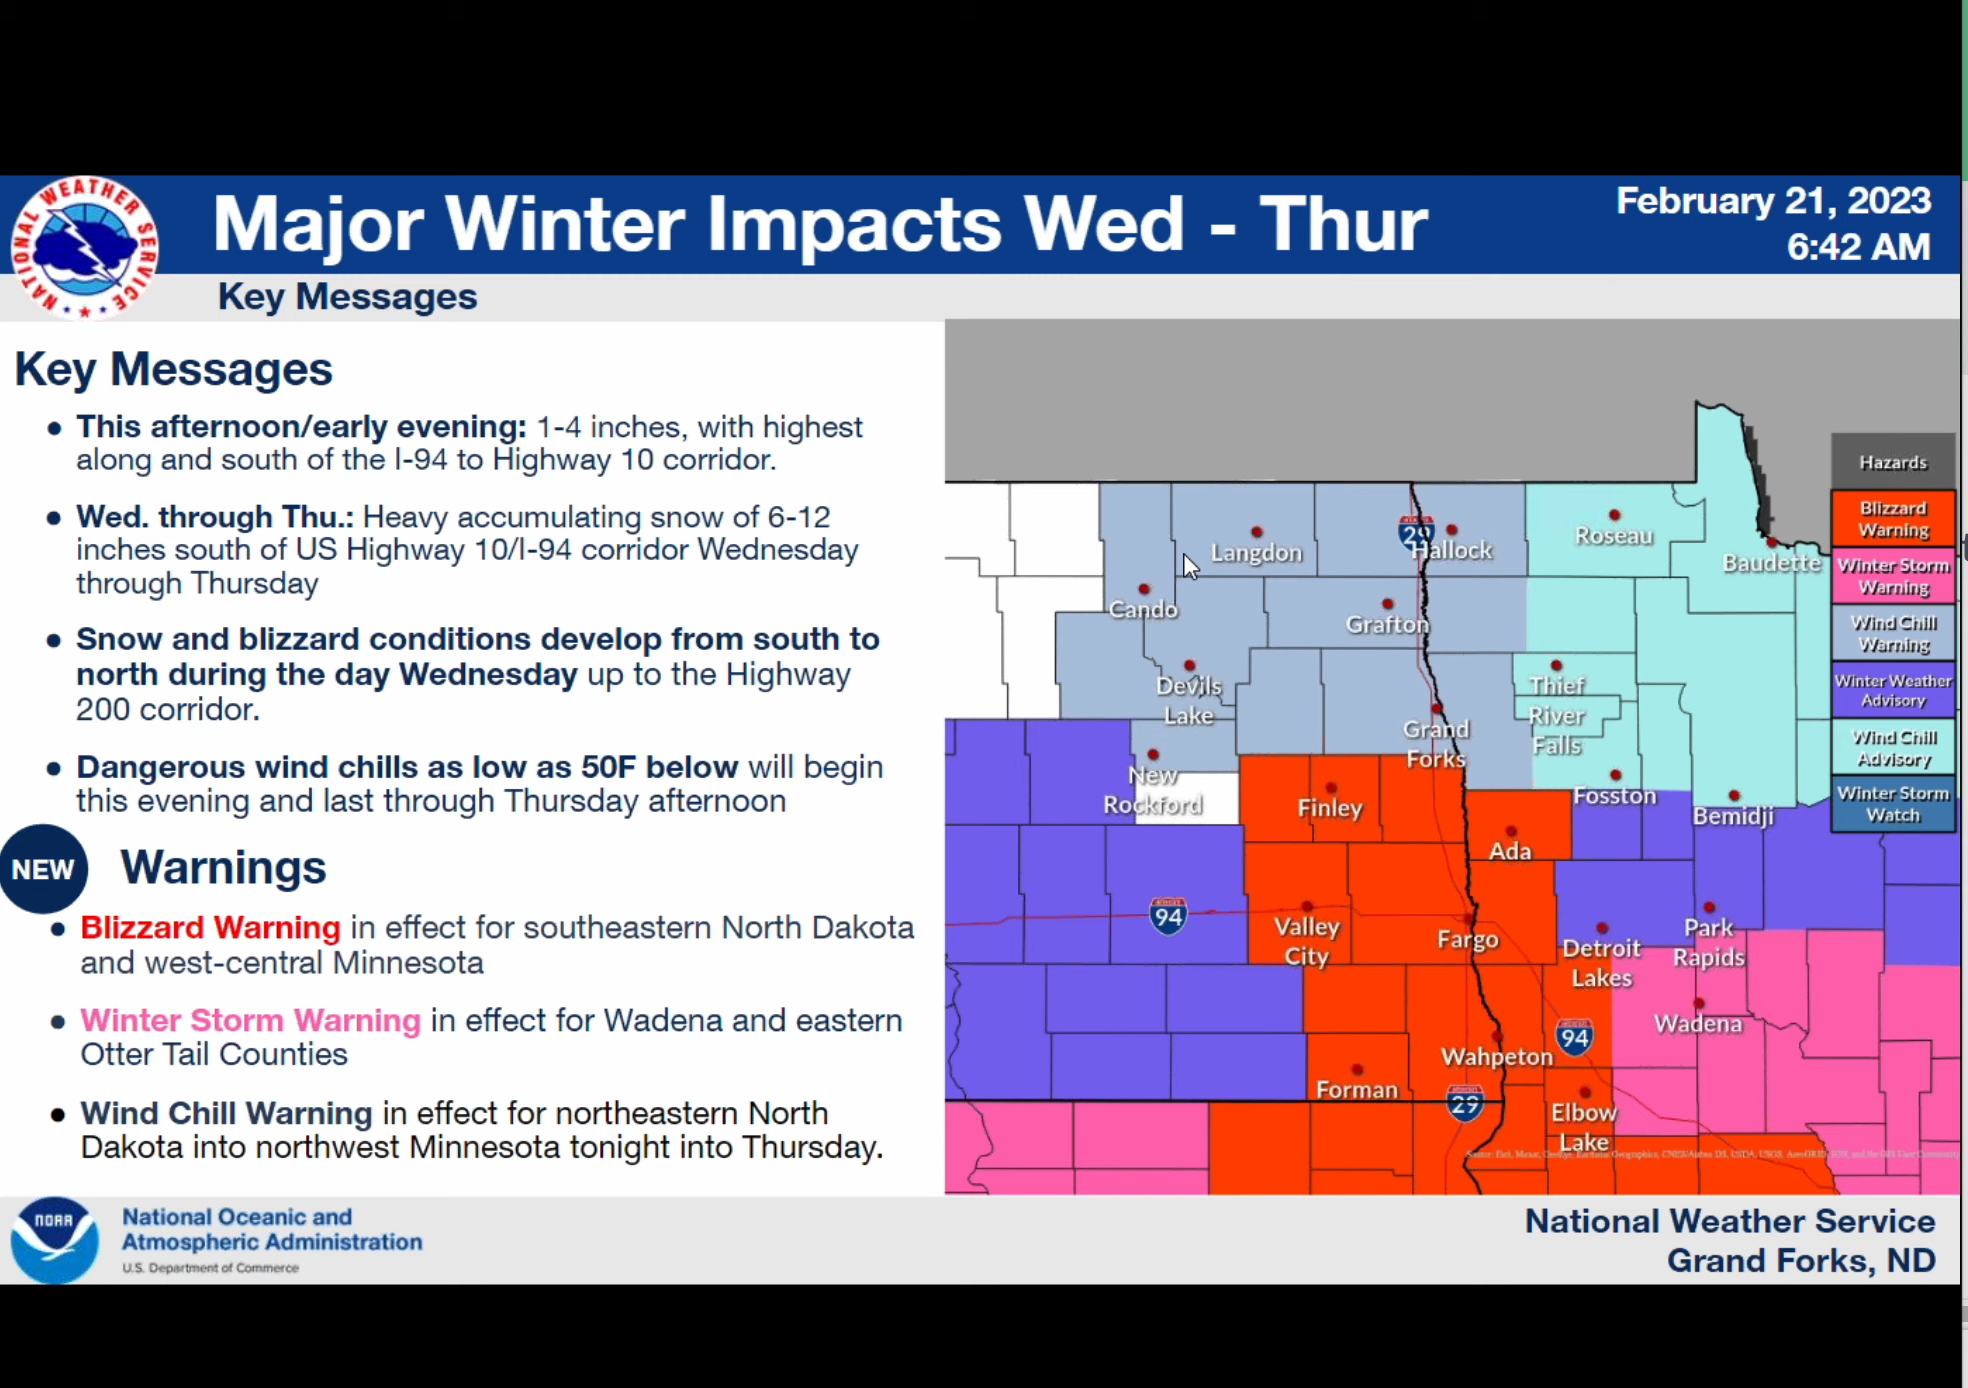 NATIONAL WEATHER SERVICE
Major Winter Impacts Wed - Thur
February 21, 2023
6:42 AM
Key Messages
Key Messages
• This afternoon/early evening: 1-4 inches, with highest
along and south of the I-94 to Highway 10 corridor.
• Wed. through Thu.: Heavy accumulating snow of 6-12
inches south of US Highway 10/I-94 corridor Wednesday
through Thursday
• Snow and blizzard conditions develop from south to
north during the day Wednesday up to the Highway
200 corridor.
• Dangerous wind chills as low as 50F below will begin
this evening and last through Thursday afternoon
NEW
Warnings
• Blizzard Warning in effect for southeastern North Dakota
and west-central Minnesota
• Winter Storm Warning in effect for Wadena and eastern
Otter Tail Counties
• Wind Chill Warning in effect for northeastern North
Dakota into northwest Minnesota tonight into Thursday.
Hazards
Blizzard
Warning
Winter Storm
Warning
Wind Chill
Warning
Winter Weather
Advisory
Wind Chill
Advisory
Winter Storm
Watch
Langdon
29
Hallock
Roseau
Baudette
Cando
Grafton
Devils
Lake
Thief
River
Falls
Grand
Forks
New
Rockford
Finley
Fosston
Bemidji
Ada
94
Valley
City
Fargo
Detroit
Lakes
Park
Rapids
Wadena
Wahpeton
94
Forman
29
Elbow
Lake
NOAA
National Oceanic and
Atmospheric Administration
U.S. Department of Commerce
National Weather Service
Grand Forks, ND